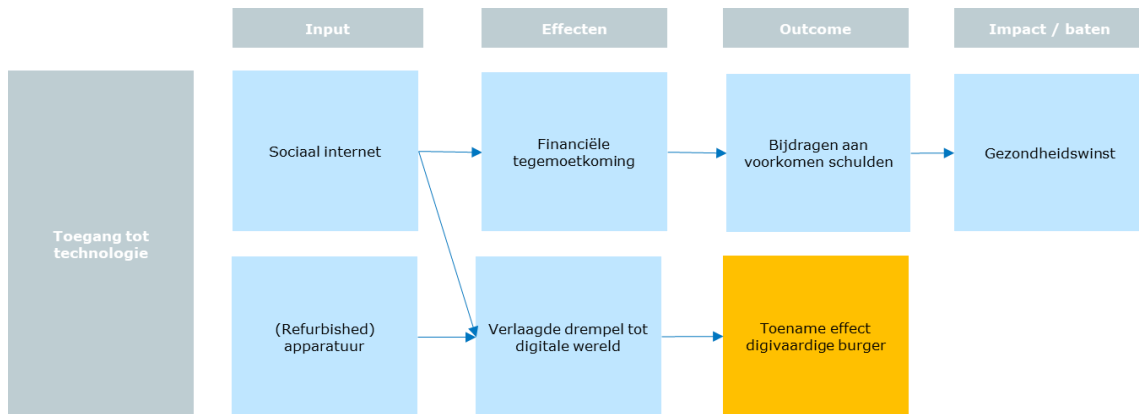 Input
Effecten
Outcome
Impact / baten
Toegang tot
technologie
Sociaal internet
Financiële
tegemoetkoming
Bijdragen aan
voorkomen schulden
Gezondheidswinst
(Refurbished)
apparatuur
Verlaagde drempel tot
digitale wereld
Toename effect
digivaardige burger